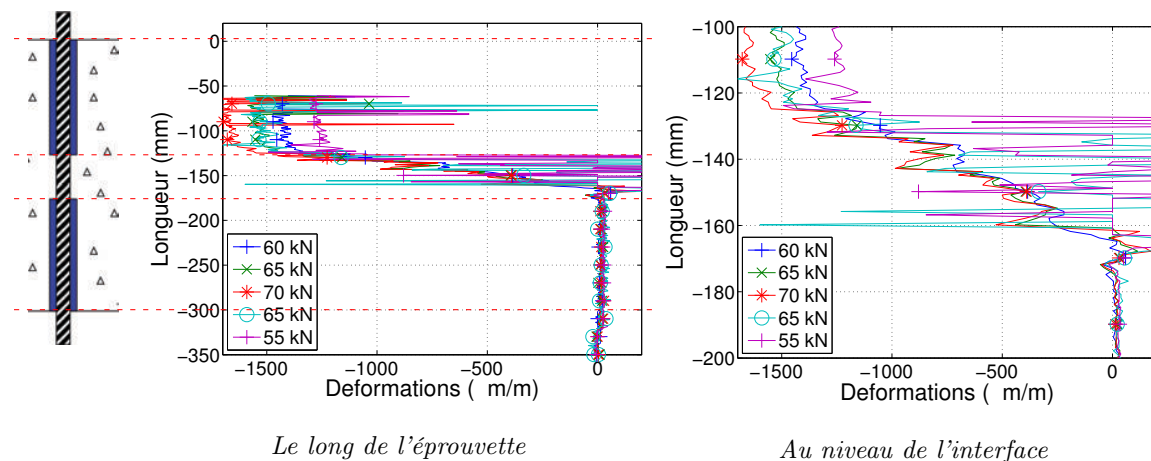 0
−50
−100
−150
−200
−250
−300
−350
Longueur (mm)
60 kN
65 kN
70 kN
65 kN
55 kN
−1500
−1000
−500
0
Deformations ( m/m)
Le long de l'éprouvette
−100
−120
−140
−160
−180
−200
Longueur (mm)
60 kN
65 kN
70 kN
65 kN
55 kN
−1500
−1000
−500
0
Deformations ( m/m)
Au niveau de l'interface